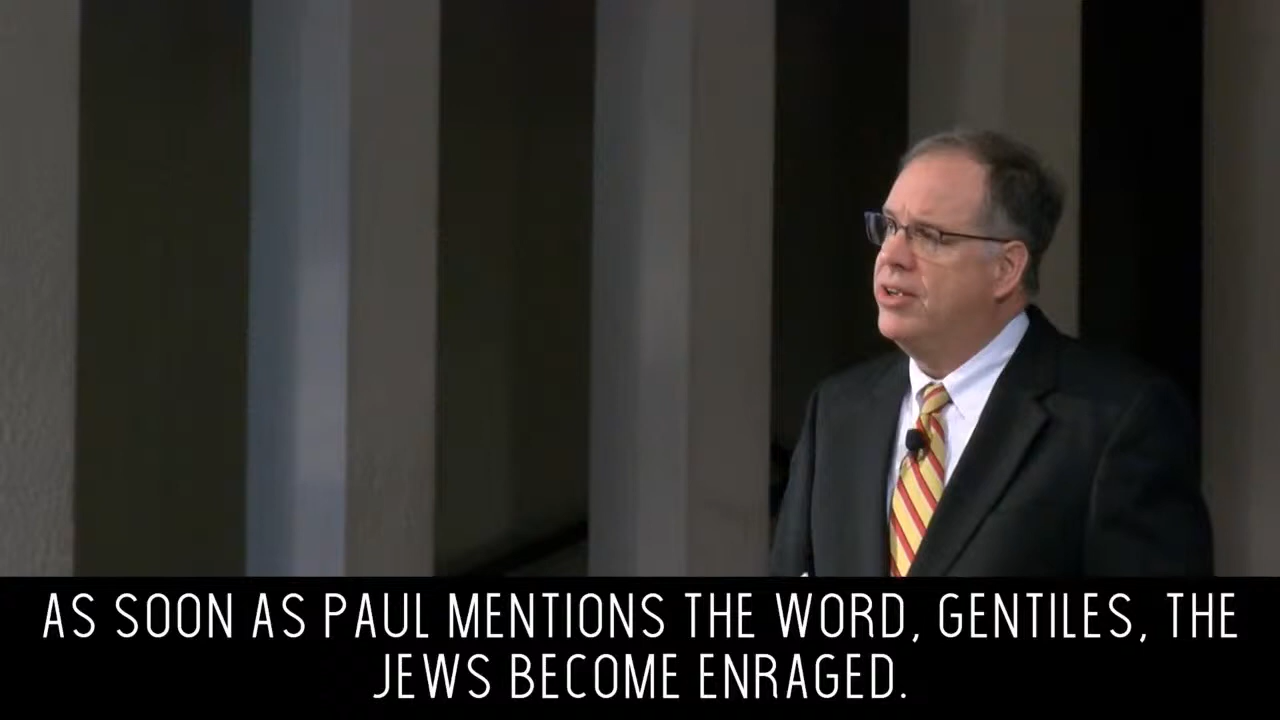 AS SOON AS PAUL MENTIONS THE WORD, GENTILES, THE
JEWS BECOME ENRAGED.